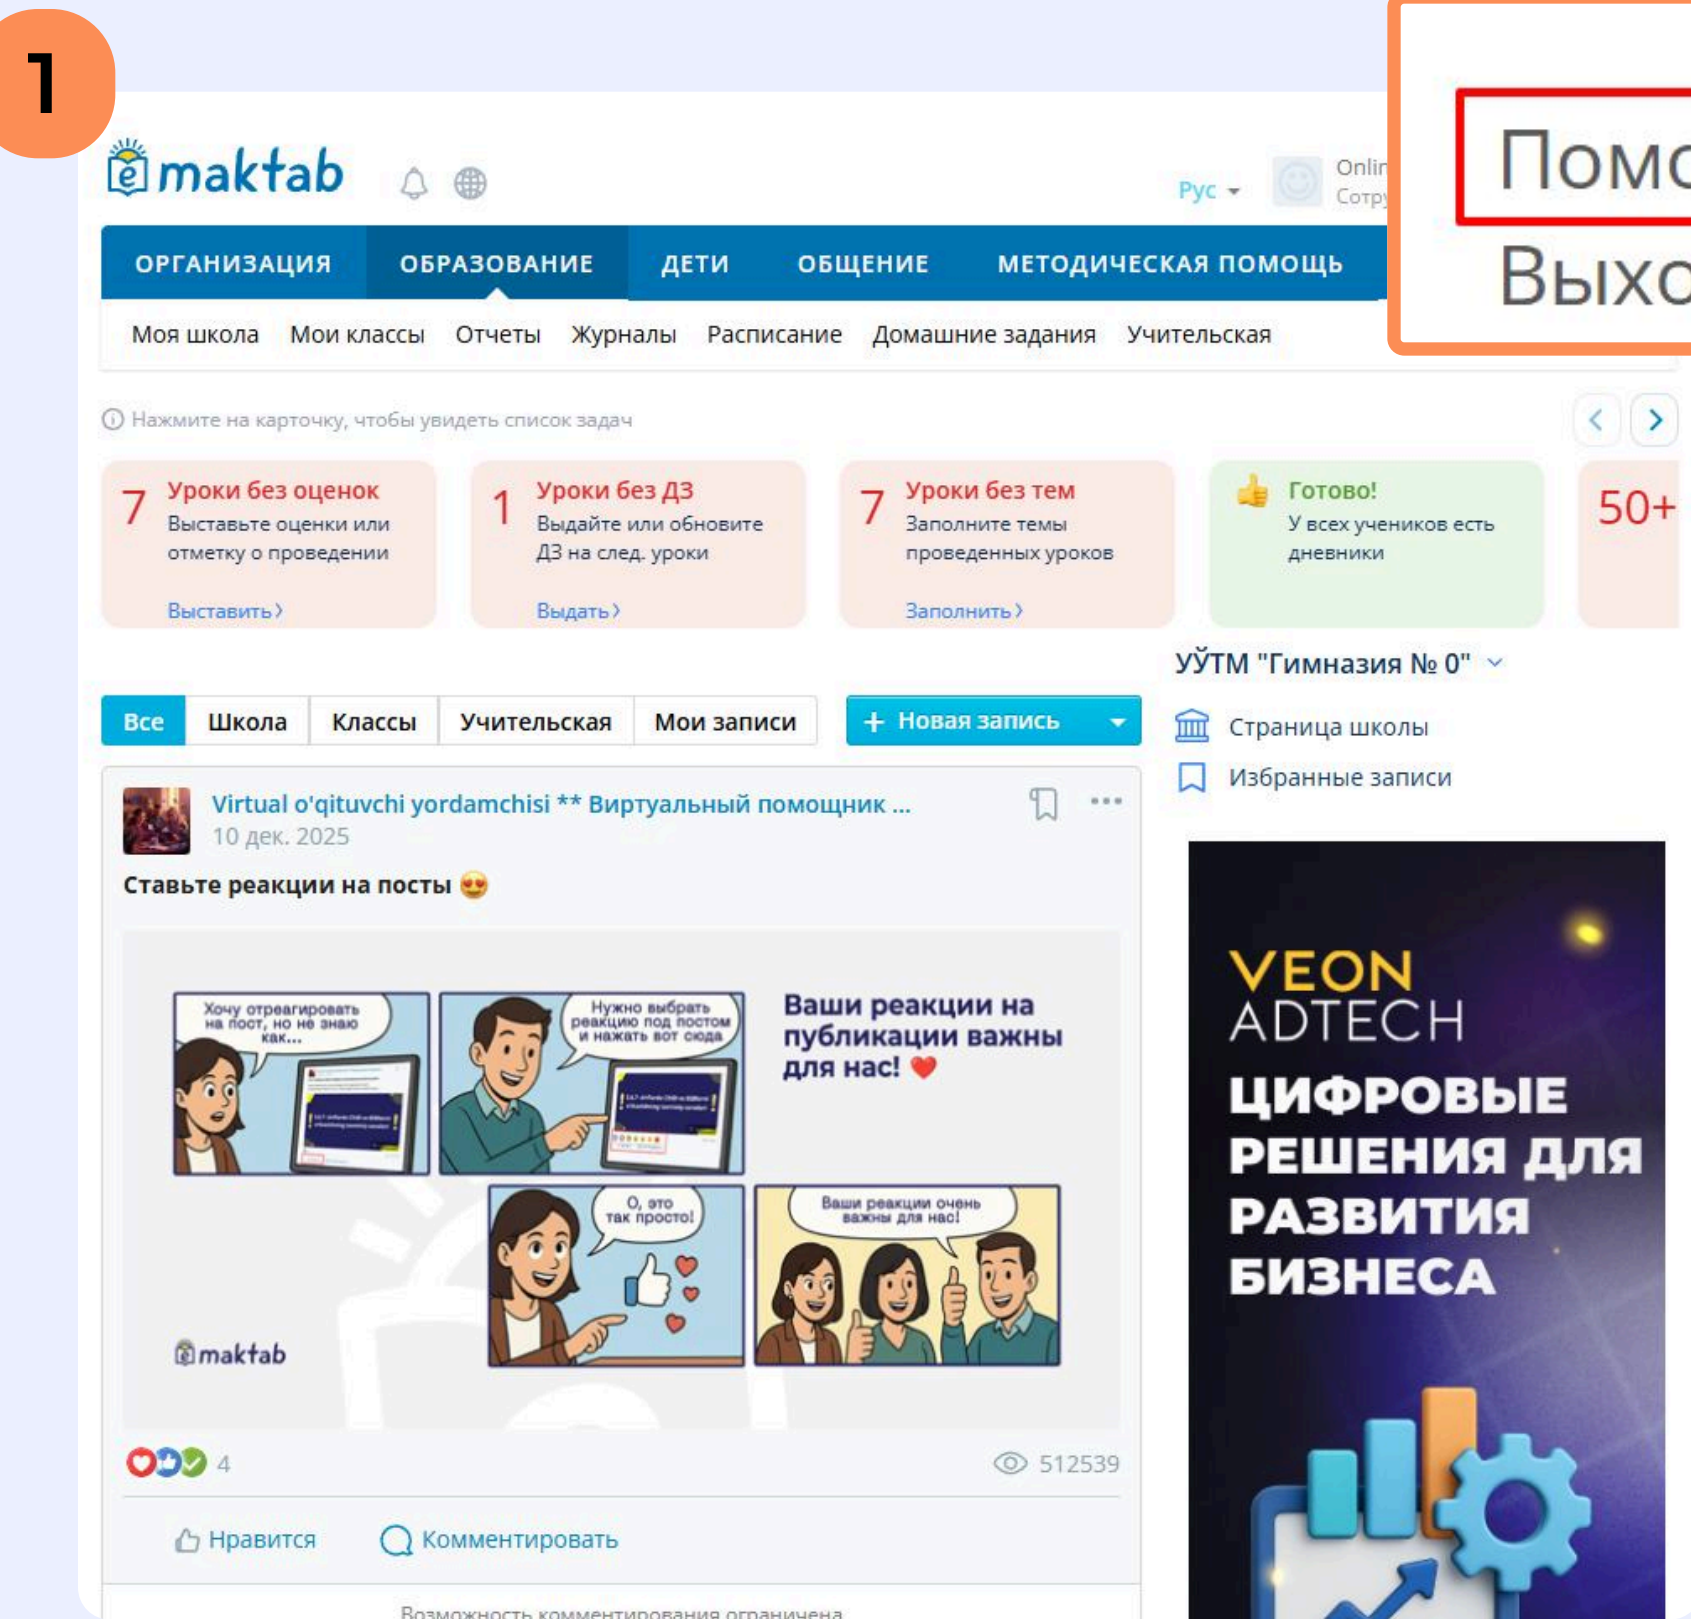 1
maktab
Рус
ОРГАНИЗАЦИЯ ОБРАЗОВАНИЕ ДЕТИ ОБЩЕНИЕ МЕТОДИЧЕСКАЯ ПОМОЩЬ
Моя школа Мои классы Отчеты Журналы Расписание Домашние задания Учительская
Нажмите на карточку, чтобы увидеть список задач
7 Уроки без оценок
Выставьте оценки или
отметку о проведении
Выставить
1 Уроки без ДЗ
Выдайте или обновите
ДЗ на след. уроки
Выдать
7 Уроки без тем
Заполните темы
проведенных уроков
Заполнить
Готово!
У всех учеников есть
дневники
50+
Все Школа Классы Учительская Мои записи + Новая запись
Virtual o'qituvchi yordamchisi ** Виртуальный помощник ...
10 дек. 2025
Ставьте реакции на посты
Хочу отреагировать
на пост, но не знаю
как...
Нужно выбрать
реакцию под постом
и нажать вот сюда
Ваши реакции на
публикации важны
для нас!
О, это
так просто!
Ваши реакции очень
важны для нас!
maktab
4
512539
Нравится Комментировать
Возможность комментирования ограничена
УЎТМ "Гимназия № 0"
Страница школы
Избранные записи
VEON
ADTECH
ЦИФРОВЫЕ
РЕШЕНИЯ ДЛЯ
РАЗВИТИЯ
БИЗНЕСА